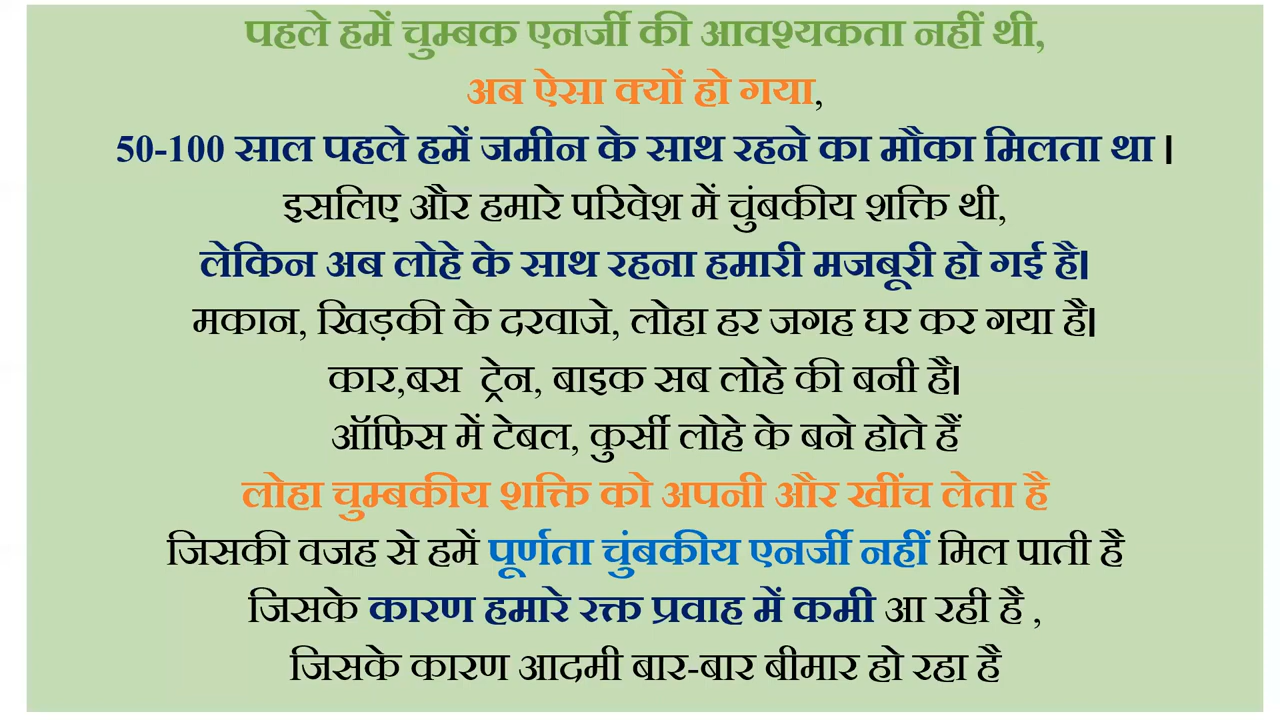 पहले हमें चुम्बक एनर्जी की आवश्यकता नहीं थी,
अब ऐसा क्यों हो गया,
50-100 साल पहले हमें जमीन के साथ रहने का मौका मिलता था।
इसलिए और हमारे परिवेश में चुंबकीय शक्ति थी,
लेकिन अब लोहे के साथ रहना हमारी मजबूरी हो गई है।
मकान, खिड़की के दरवाजे, लोहा हर जगह घर कर गया है।
कार,बस ट्रेन, बाइक सब लोहे की बनी है।
ऑफिस में टेबल, कुर्सी लोहे के बने होते हैं
लोहा चुम्बकीय शक्ति को अपनी और खींच लेता है
जिसकी वजह से हमें पूर्णता चुंबकीय एनर्जी नहीं मिल पाती है
जिसके कारण हमारे रक्त प्रवाह में कमी आ रही है ,
जिसके कारण आदमी बार-बार बीमार हो रहा है